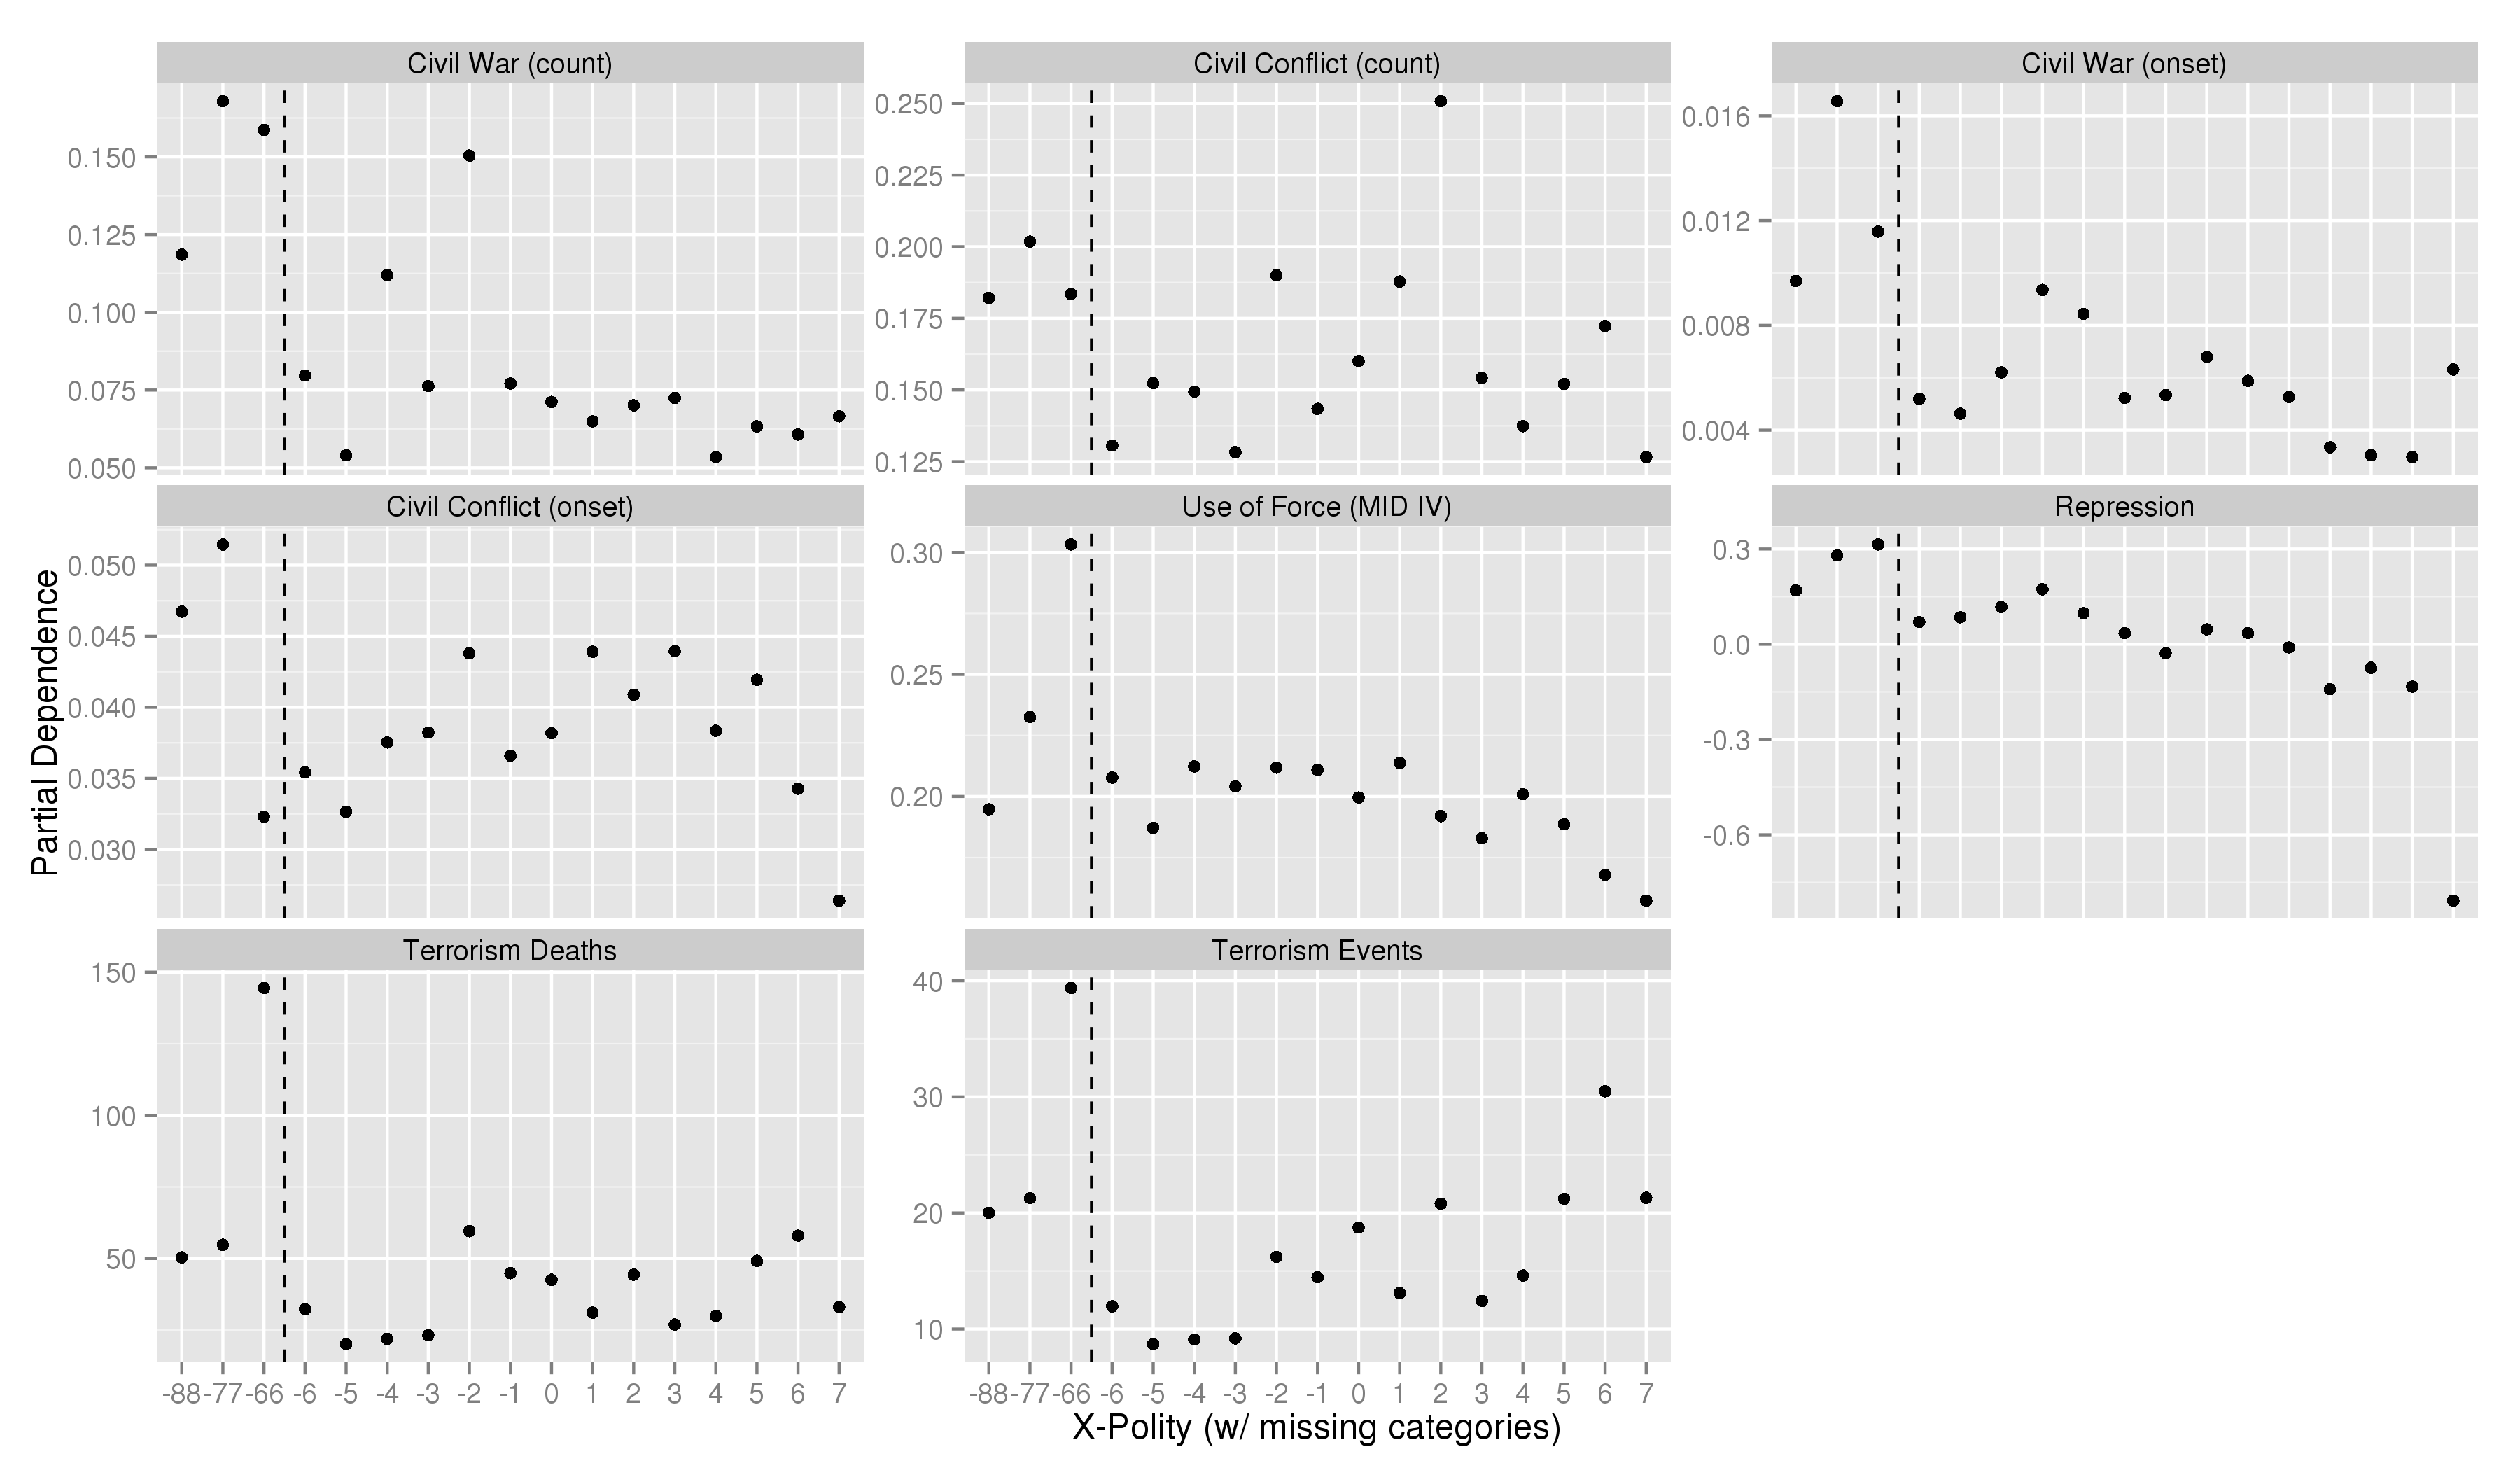 Civil War (count)
Civil Conflict (count)
Civil War (onset)
0.150
0.125
0.100
0.075
0.050
0.250
0.225
0.200
0.175
0.150
0.125
0.016
0.012
0.008
0.004
Civil Conflict (onset)
Use of Force (MID IV)
Repression
0.050
0.045
0.040
0.035
0.030
0.30
0.25
0.20
0.3
0.0
-0.3
-0.6
Partial Dependence
Terrorism Deaths
Terrorism Events
150
100
50
40
30
20
10
-88 -77 -66 -6 -5 -4 -3 -2 -1 0 1 2 3 4 5 6 7
-88 -77 -66 -6 -5 -4 -3 -2 -1 0 1 2 3 4 5 6 7
X-Polity (w/ missing categories)